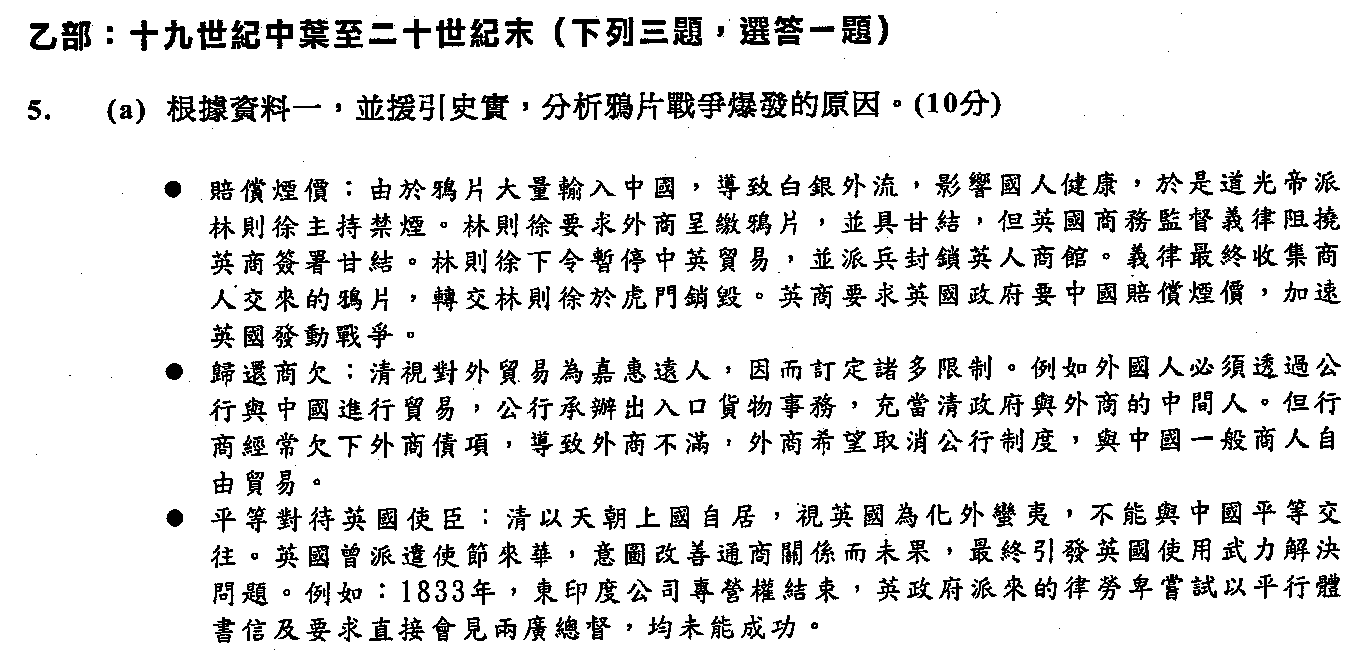 乙部：十九世紀中葉至二十世紀末（下列三題，選答一題）
5. (a) 根據資料一，並援引史實，分析鴉片戰爭爆發的原因。(10分)
● 賠償煙價：由於鴉片大量輸入中國，導致白銀外流，影響國人健康，於是道光帝派
林則徐主持禁煙。林則徐要求外商呈繳鴉片，並具甘結，但英國商務監督義律阻撓
英商簽署甘結。林則徐下令暫停中英貿易，並派兵封鎖英人商館。義律最終收集商
人交來的鴉片，轉交林則徐於虎門銷毀。英商要求英國政府要中國賠償煙價，加速
英國發動戰爭。
● 歸還商欠：清視對外貿易為嘉惠遠人，因而訂定諸多限制。例如外國人必須透過公
行與中國進行貿易，公行承辦出入口貨物事務，充當清政府與外商的中間人。但行
商經常欠下外商債項，導致外商不滿，外商希望取消公行制度，與中國一般商人自
由貿易。
● 平等對待英國使臣：清以天朝上國自居，視英國為化外蠻夷，不能與中國平等交
往。英國曾派遣使節來華，意圖改善通商關係而未果，最終引發英國使用武力解決
問題。例如：1833年，東印度公司專營權結束，英政府派來的律勞卑嘗試以平行體
書信及要求直接會見兩廣總督，均未能成功。